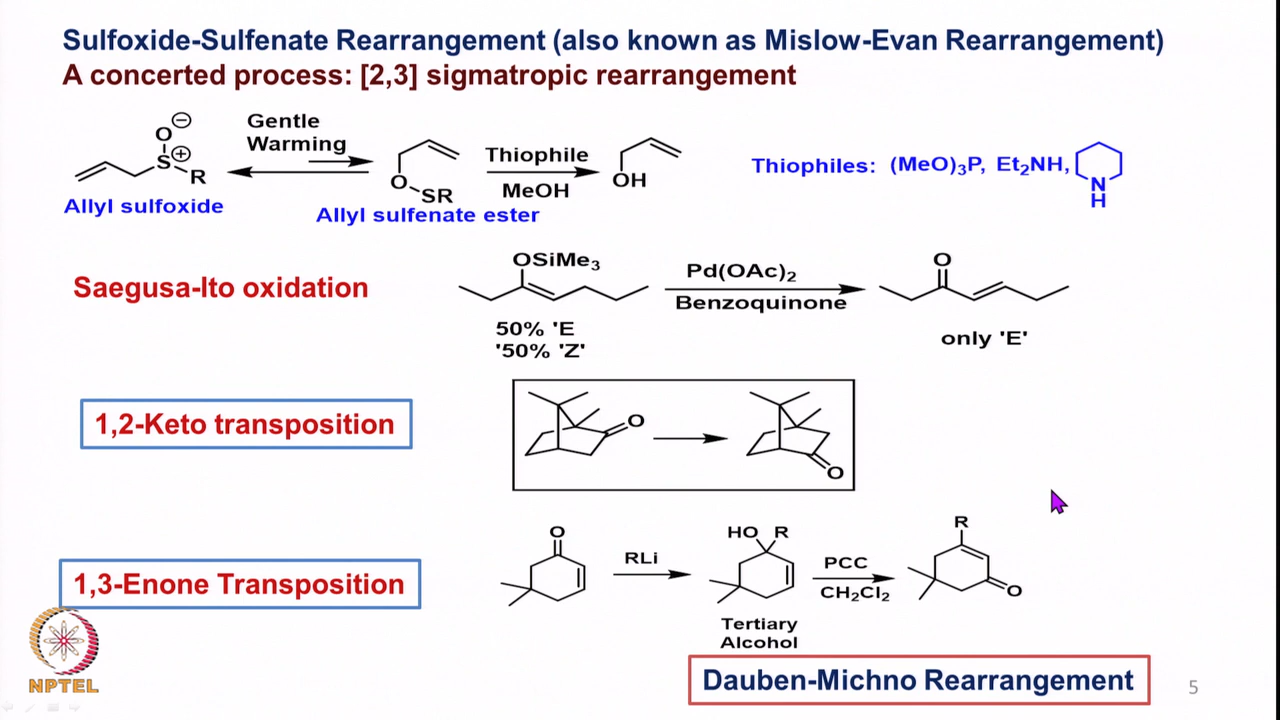 Sulfoxide-Sulfenate Rearrangement (also known as Mislow-Evan Rearrangement)
A concerted process: [2,3] sigmatropic rearrangement
O⊖
S⊕
R
Allyl sulfoxide
Gentle
Warming
O
SR
Allyl sulfenate ester
Thiophile
MeOH
OH
Thiophiles: (MeO)₃P, Et₂NH,
N
H
Saegusa-Ito oxidation
OSiMe₃
50% 'E
'50% 'Z'
Pd(OAc)₂
Benzoquinone
O
only 'E'
1,2-Keto transposition
O
O
1,3-Enone Transposition
O
RLi
HO R
Tertiary
Alcohol
PCC
CH₂Cl₂
R
O
Dauben-Michno Rearrangement
NPTEL
5